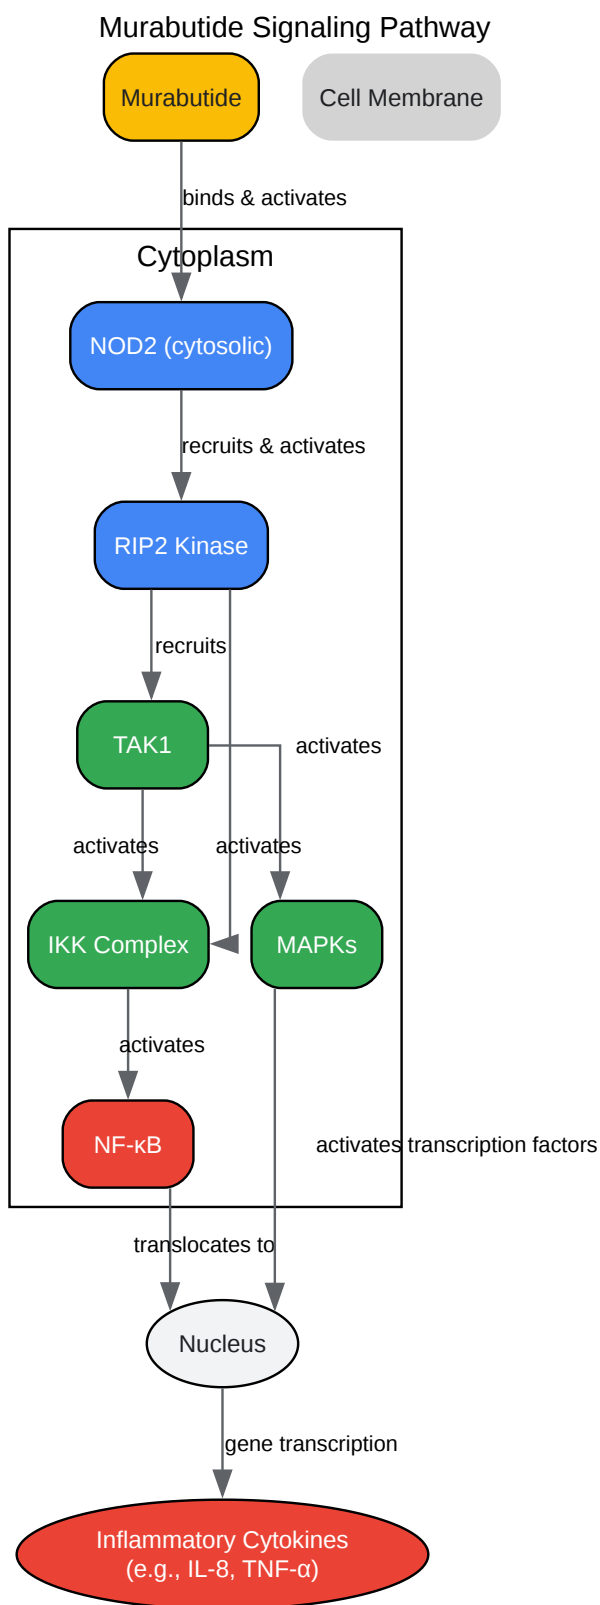 Murabutide Signaling Pathway
Murabutide
Cell Membrane
binds & activates
Cytoplasm
NOD2 (cytosolic)
recruits & activates
RIP2 Kinase
recruits
TAK1
activates
activates
activates
IKK Complex
MAPKs
activates
NF-κB
activates transcription factors
translocates to
Nucleus
gene transcription
Inflammatory Cytokines
(e.g., IL-8, TNF-α)